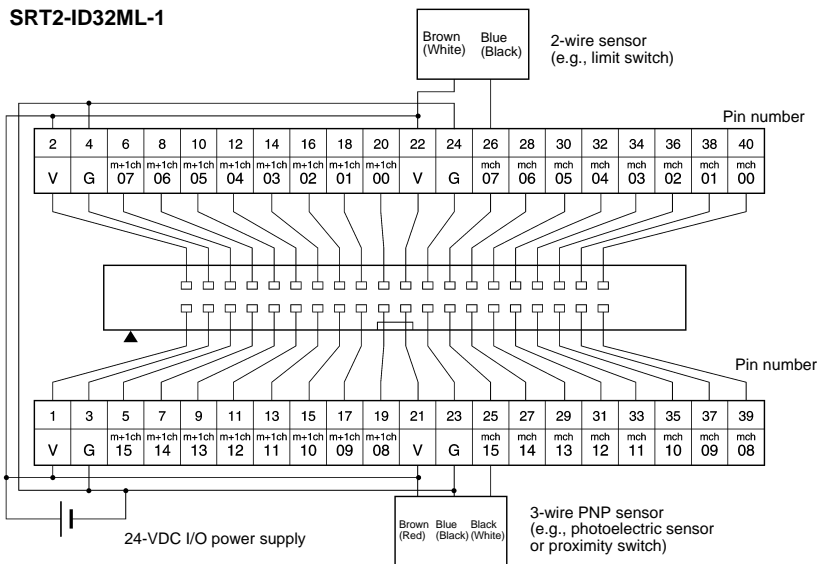 SRT2-ID32ML-1
Brown (White) Blue (Black)
2-wire sensor
(e.g., limit switch)
Pin number
2 4 6 8 10 12 14 16 18 20 22 24 26 28 30 32 34 36 38 40
V G m+1ch 07 m+1ch 06 m+1ch 05 m+1ch 04 m+1ch 03 m+1ch 02 m+1ch 01 m+1ch 00 V G mch 07 mch 06 mch 05 mch 04 mch 03 mch 02 mch 01 mch 00
Pin number
1 3 5 7 9 11 13 15 17 19 21 23 25 27 29 31 33 35 37 39
V G m+1ch 15 m+1ch 14 m+1ch 13 m+1ch 12 m+1ch 11 m+1ch 10 m+1ch 09 m+1ch 08 V G mch 15 mch 14 mch 13 mch 12 mch 11 mch 10 mch 09 mch 08
24-VDC I/O power supply
Brown (Red) Blue (Black) Black (White)
3-wire PNP sensor
(e.g., photoelectric sensor
or proximity switch)